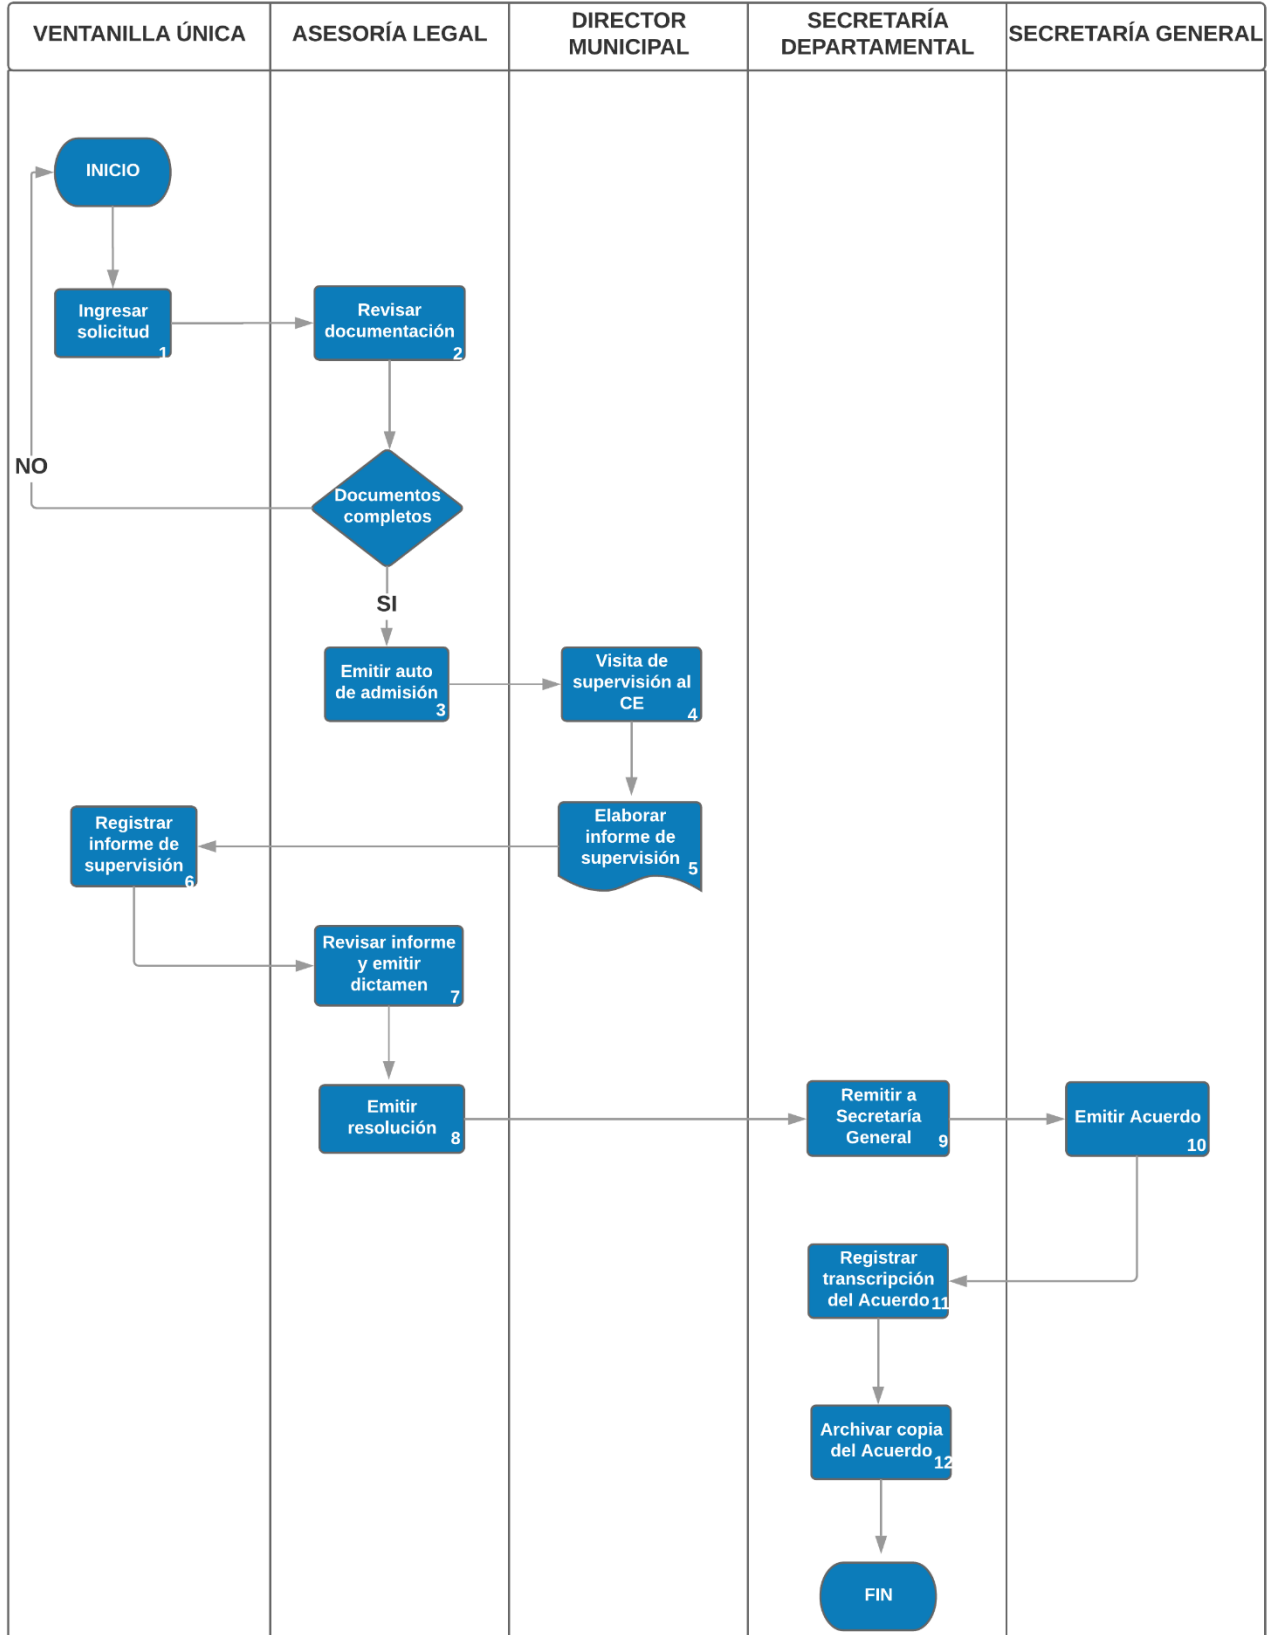 VENTANILLA ÚNICA
ASESORÍA LEGAL
DIRECTOR
MUNICIPAL
SECRETARÍA
DEPARTAMENTAL
SECRETARÍA GENERAL
INICIO
Ingresar
solicitud
1
Revisar
documentación
2
NO
Documentos
completos
SI
Emitir auto
de admisión
3
Visita de
supervisión al
CE
4
Elaborar
informe de
supervisión
5
Registrar
informe de
supervisión
6
Revisar informe
y emitir
dictamen
7
Emitir
resolución
8
Remitir a
Secretaría
General
9
Emitir Acuerdo
10
Registrar
transcripción
del Acuerdo
11
Archivar copia
del Acuerdo
12
FIN